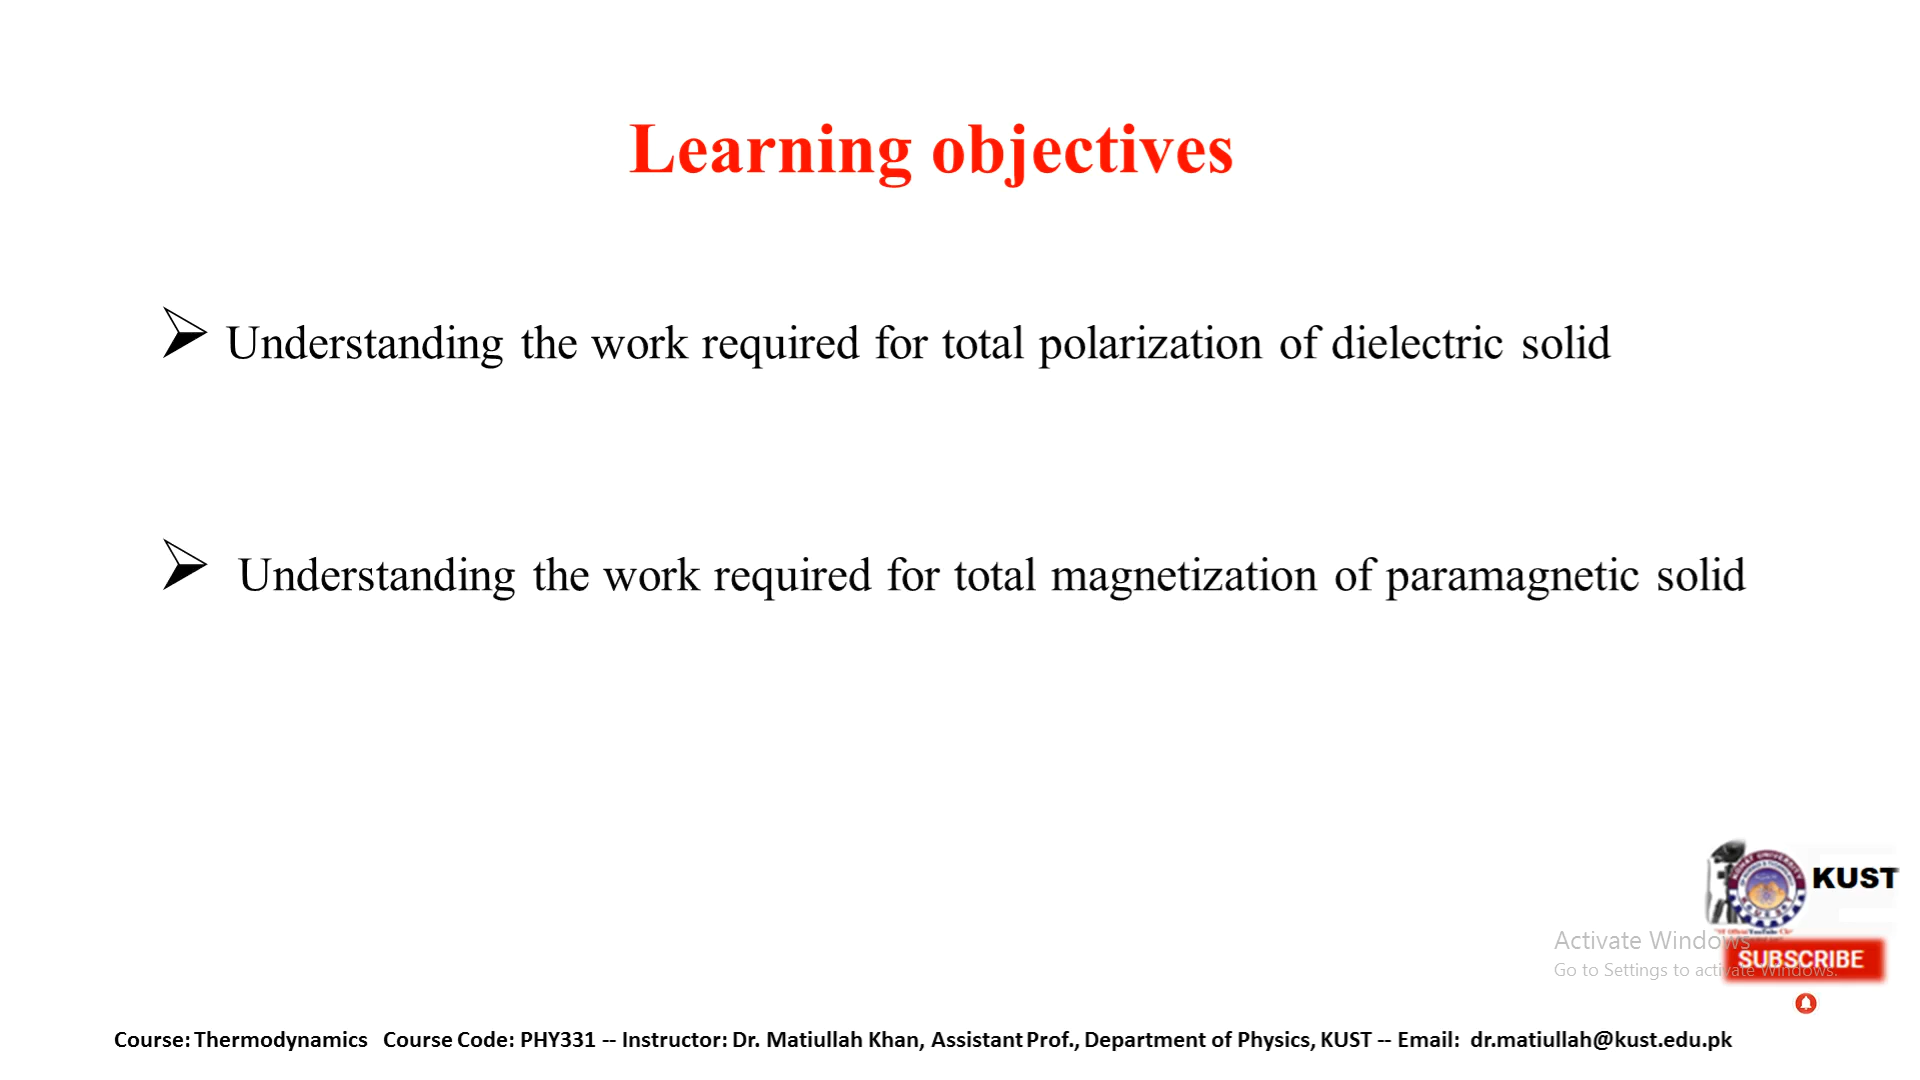 Learning objectives
Understanding the work required for total polarization of dielectric solid
Understanding the work required for total magnetization of paramagnetic solid
KUST
Activate Windows
SUBSCRIBE
Go to Settings to activate Windows.
Course: Thermodynamics Course Code: PHY331 -- Instructor: Dr. Matiullah Khan, Assistant Prof., Department of Physics, KUST -- Email: dr.matiullah@kust.edu.pk